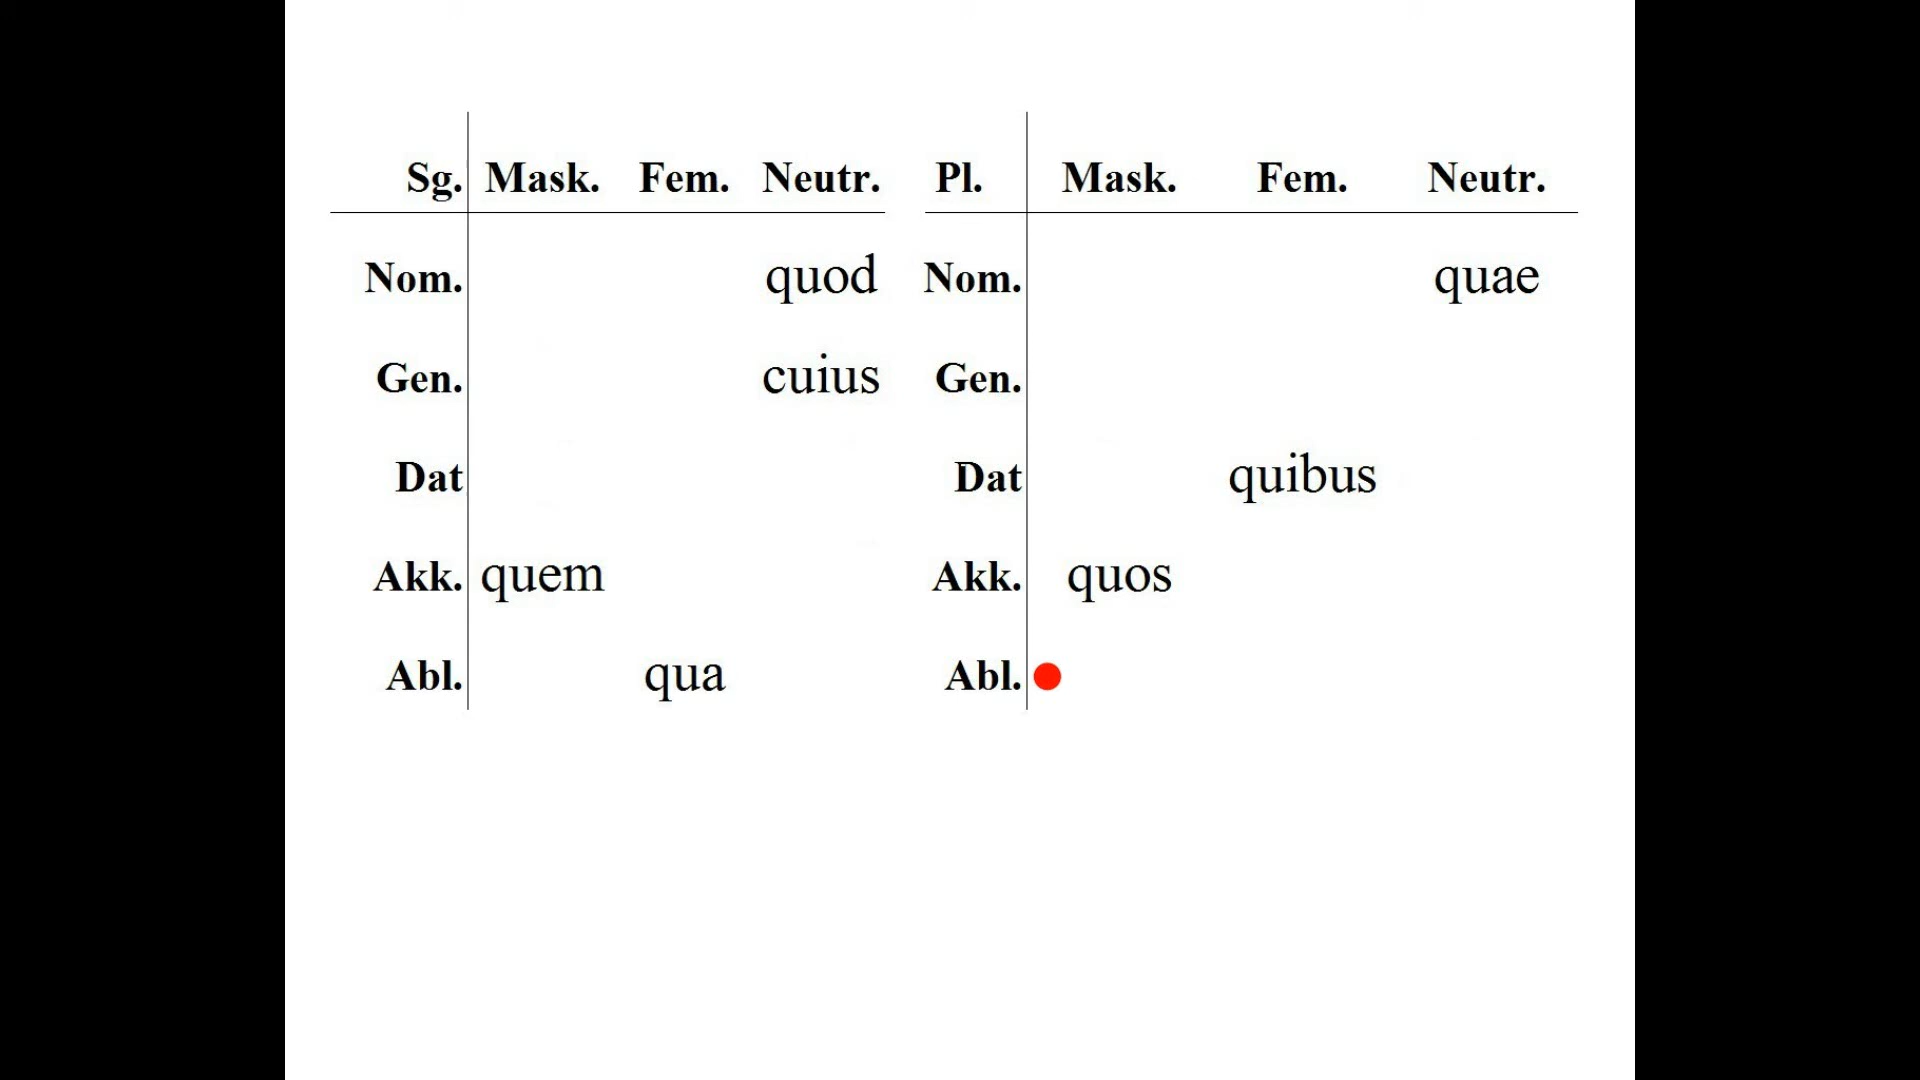 Sg. Mask. Fem. Neutr. Pl. Mask. Fem. Neutr.
Nom. quod Nom. quae
Gen. cuius Gen.
Dat Dat quibus
Akk. quem Akk. quos
Abl. qua Abl.